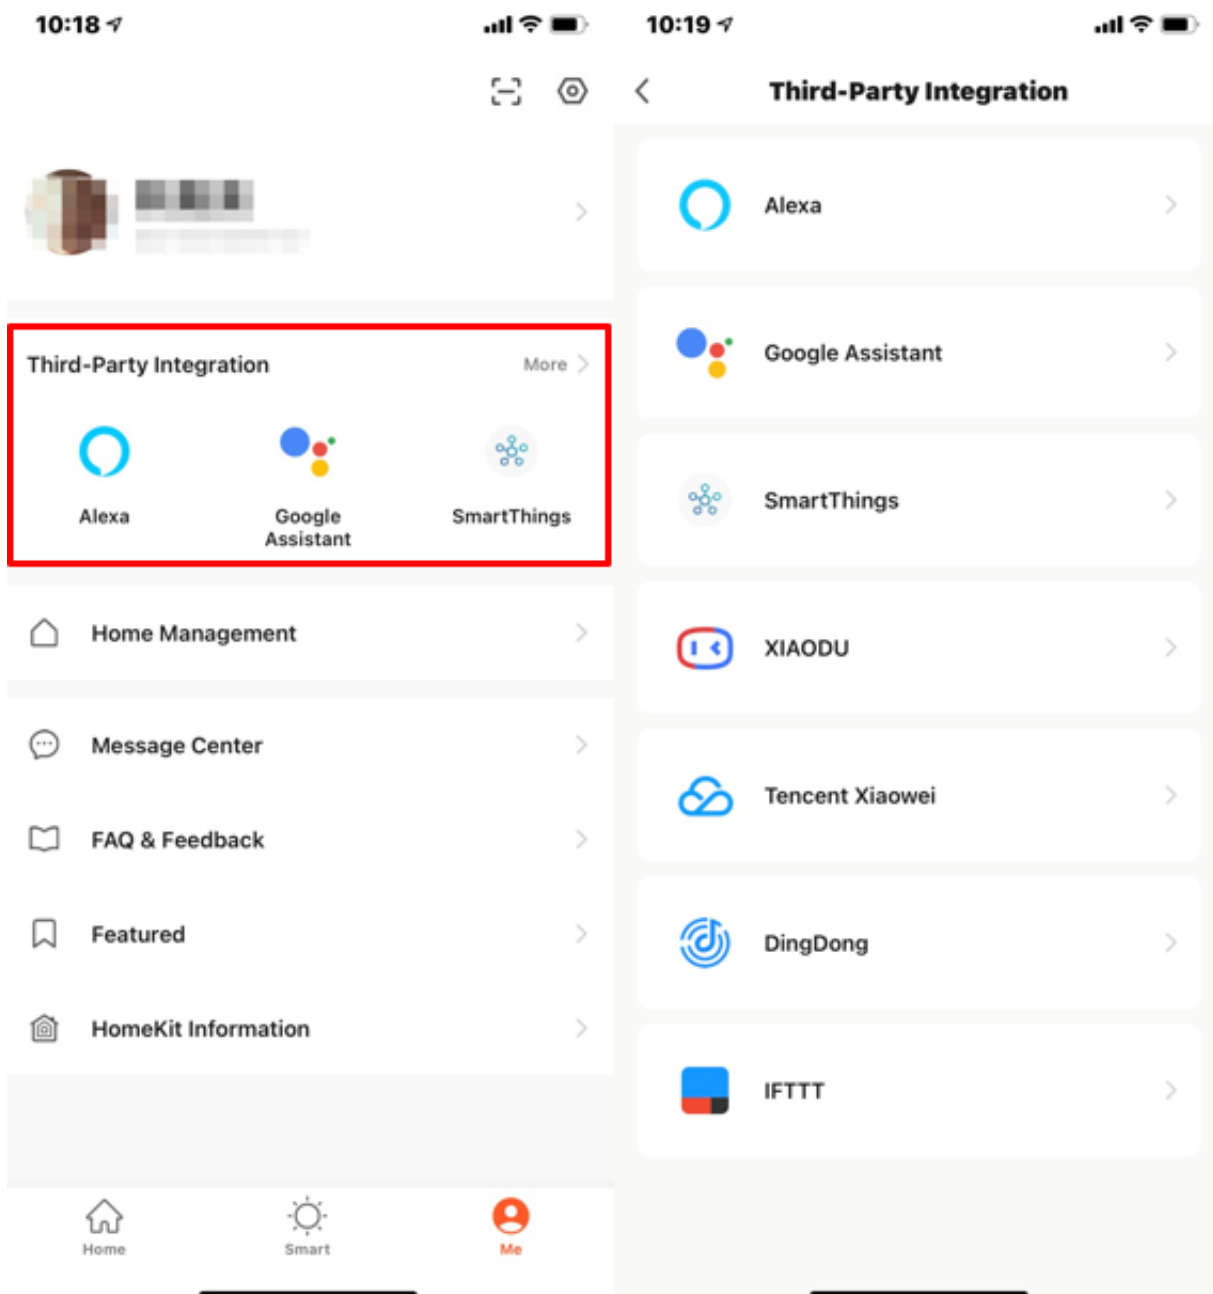 10:18
Third-Party Integration
More
Alexa
Google
Assistant
SmartThings
Home Management
Message Center
FAQ & Feedback
Featured
HomeKit Information
Home
Smart
Me
10:19
Third-Party Integration
Alexa
Google Assistant
SmartThings
XIAODU
Tencent Xiaowei
DingDong
IFTTT